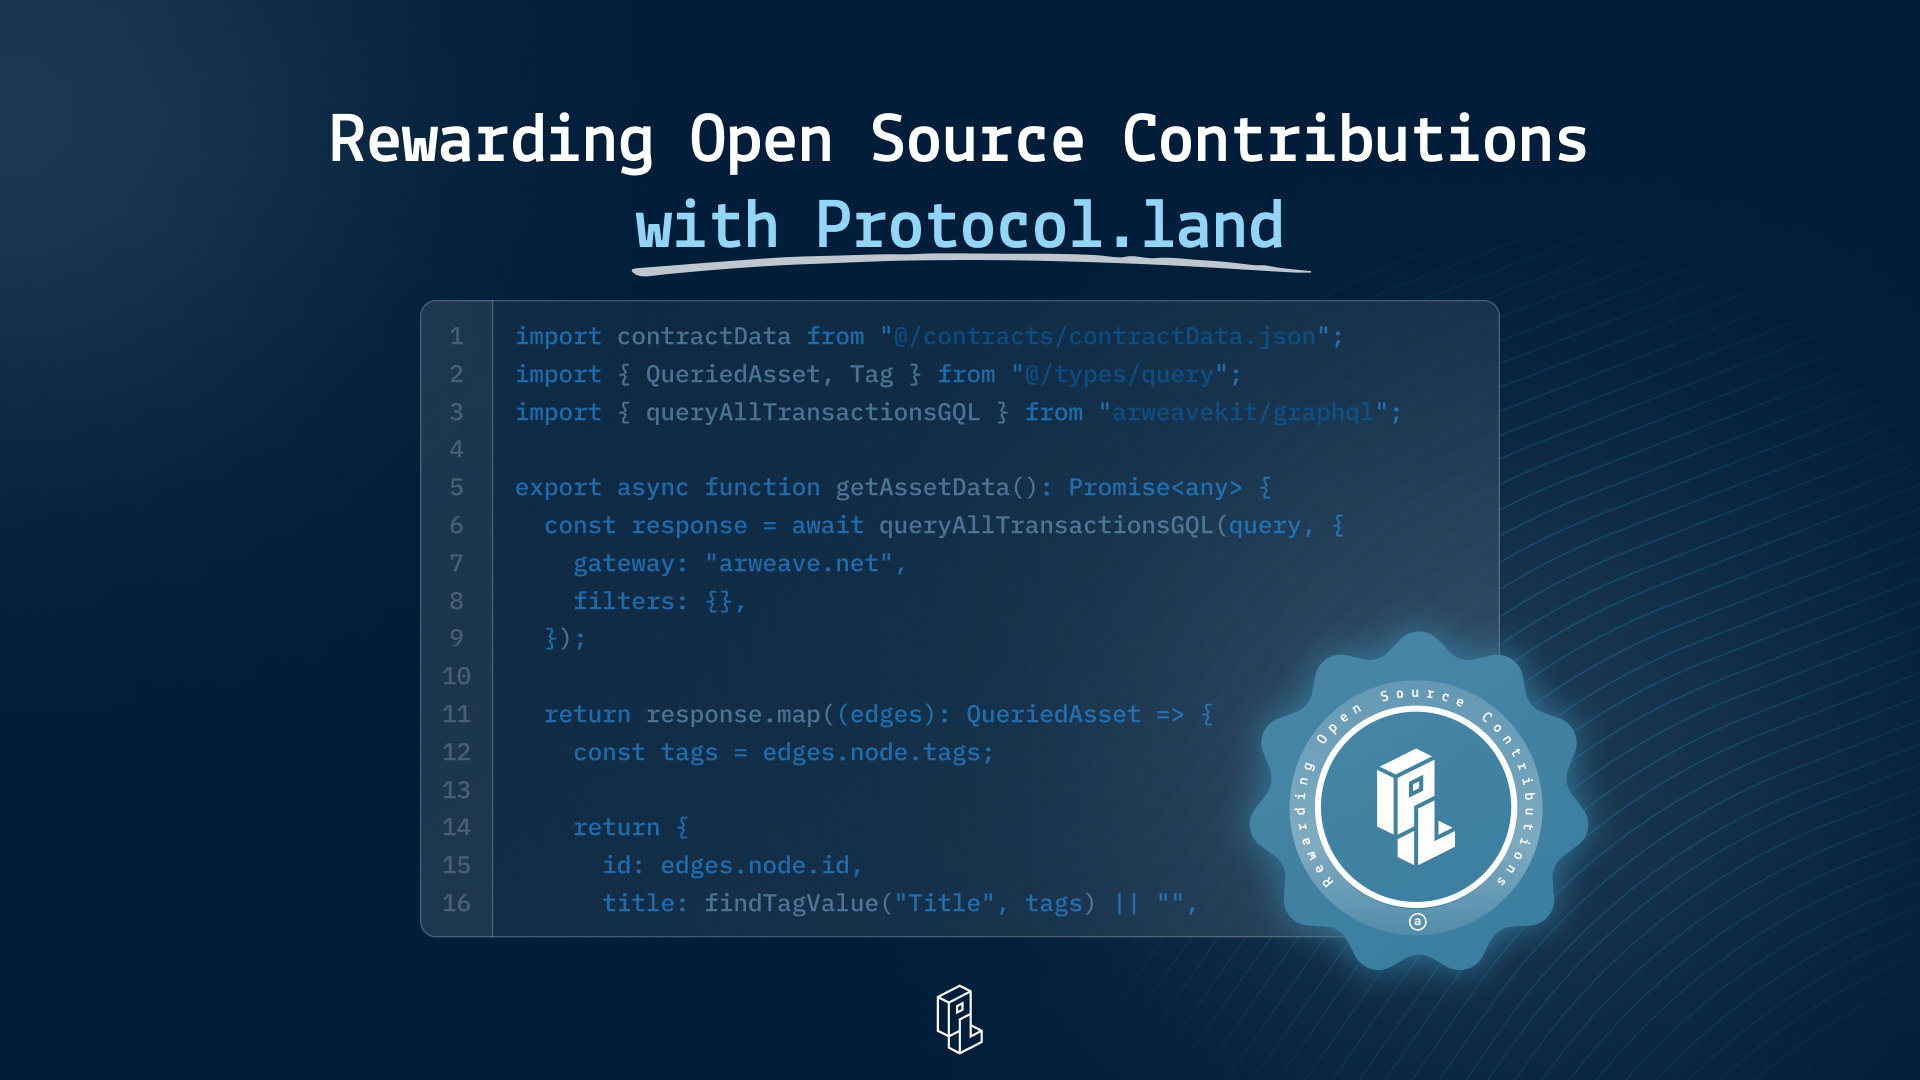 Rewarding Open Source Contributions
with Protocol.land
1 import contractData from "@/contracts/contractData.json";
2 import { QueriedAsset, Tag } from "@/types/query";
3 import { queryAllTransactionsGQL } from "arweavekit/graphql";
4
5 export async function getAssetData(): Promise<any> {
6 const response = await queryAllTransactionsGQL(query, {
7 gateway: "arweave.net",
8 filters: {},
9 });
10
11 return response.map((edges): QueriedAsset => {
12 const tags = edges.node.tags;
13
14 return {
15 id: edges.node.id,
16 title: findTagValue("Title", tags) || "",
Rewarding Open Source Contributions
PL
a
PL